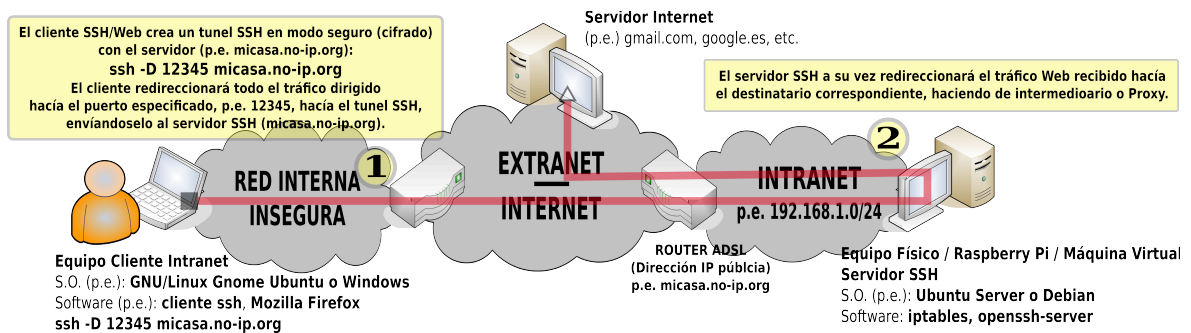 El cliente SSH/Web crea un tunel SSH en modo seguro (cifrado)
con el servidor (p.e. micasa.no-ip.org):
ssh -D 12345 micasa.no-ip.org
El cliente redireccionará todo el tráfico dirigido
hacía el puerto especificado, p.e. 12345, hacía el tunel SSH,
envíandoselo al servidor SSH (micasa.no-ip.org).
Servidor Internet
(p.e.) gmail.com, google.es, etc.
El servidor SSH a su vez redireccionará el tráfico Web recibido hacía
el destinatario correspondiente, haciendo de intermedioario o Proxy.
1
2
RED INTERNA
INSEGURA
EXTRANET
INTERNET
INTRANET
p.e. 192.168.1.0/24
Equipo Cliente Intranet
S.O. (p.e.): GNU/Linux Gnome Ubuntu o Windows
Software (p.e.): cliente ssh, Mozilla Firefox
ssh -D 12345 micasa.no-ip.org
ROUTER ADSL
(Dirección IP públcia)
p.e. micasa.no-ip.org
Equipo Físico / Raspberry Pi / Máquina Virtual
Servidor SSH
S.O. (p.e.): Ubuntu Server o Debian
Software: iptables, openssh-server